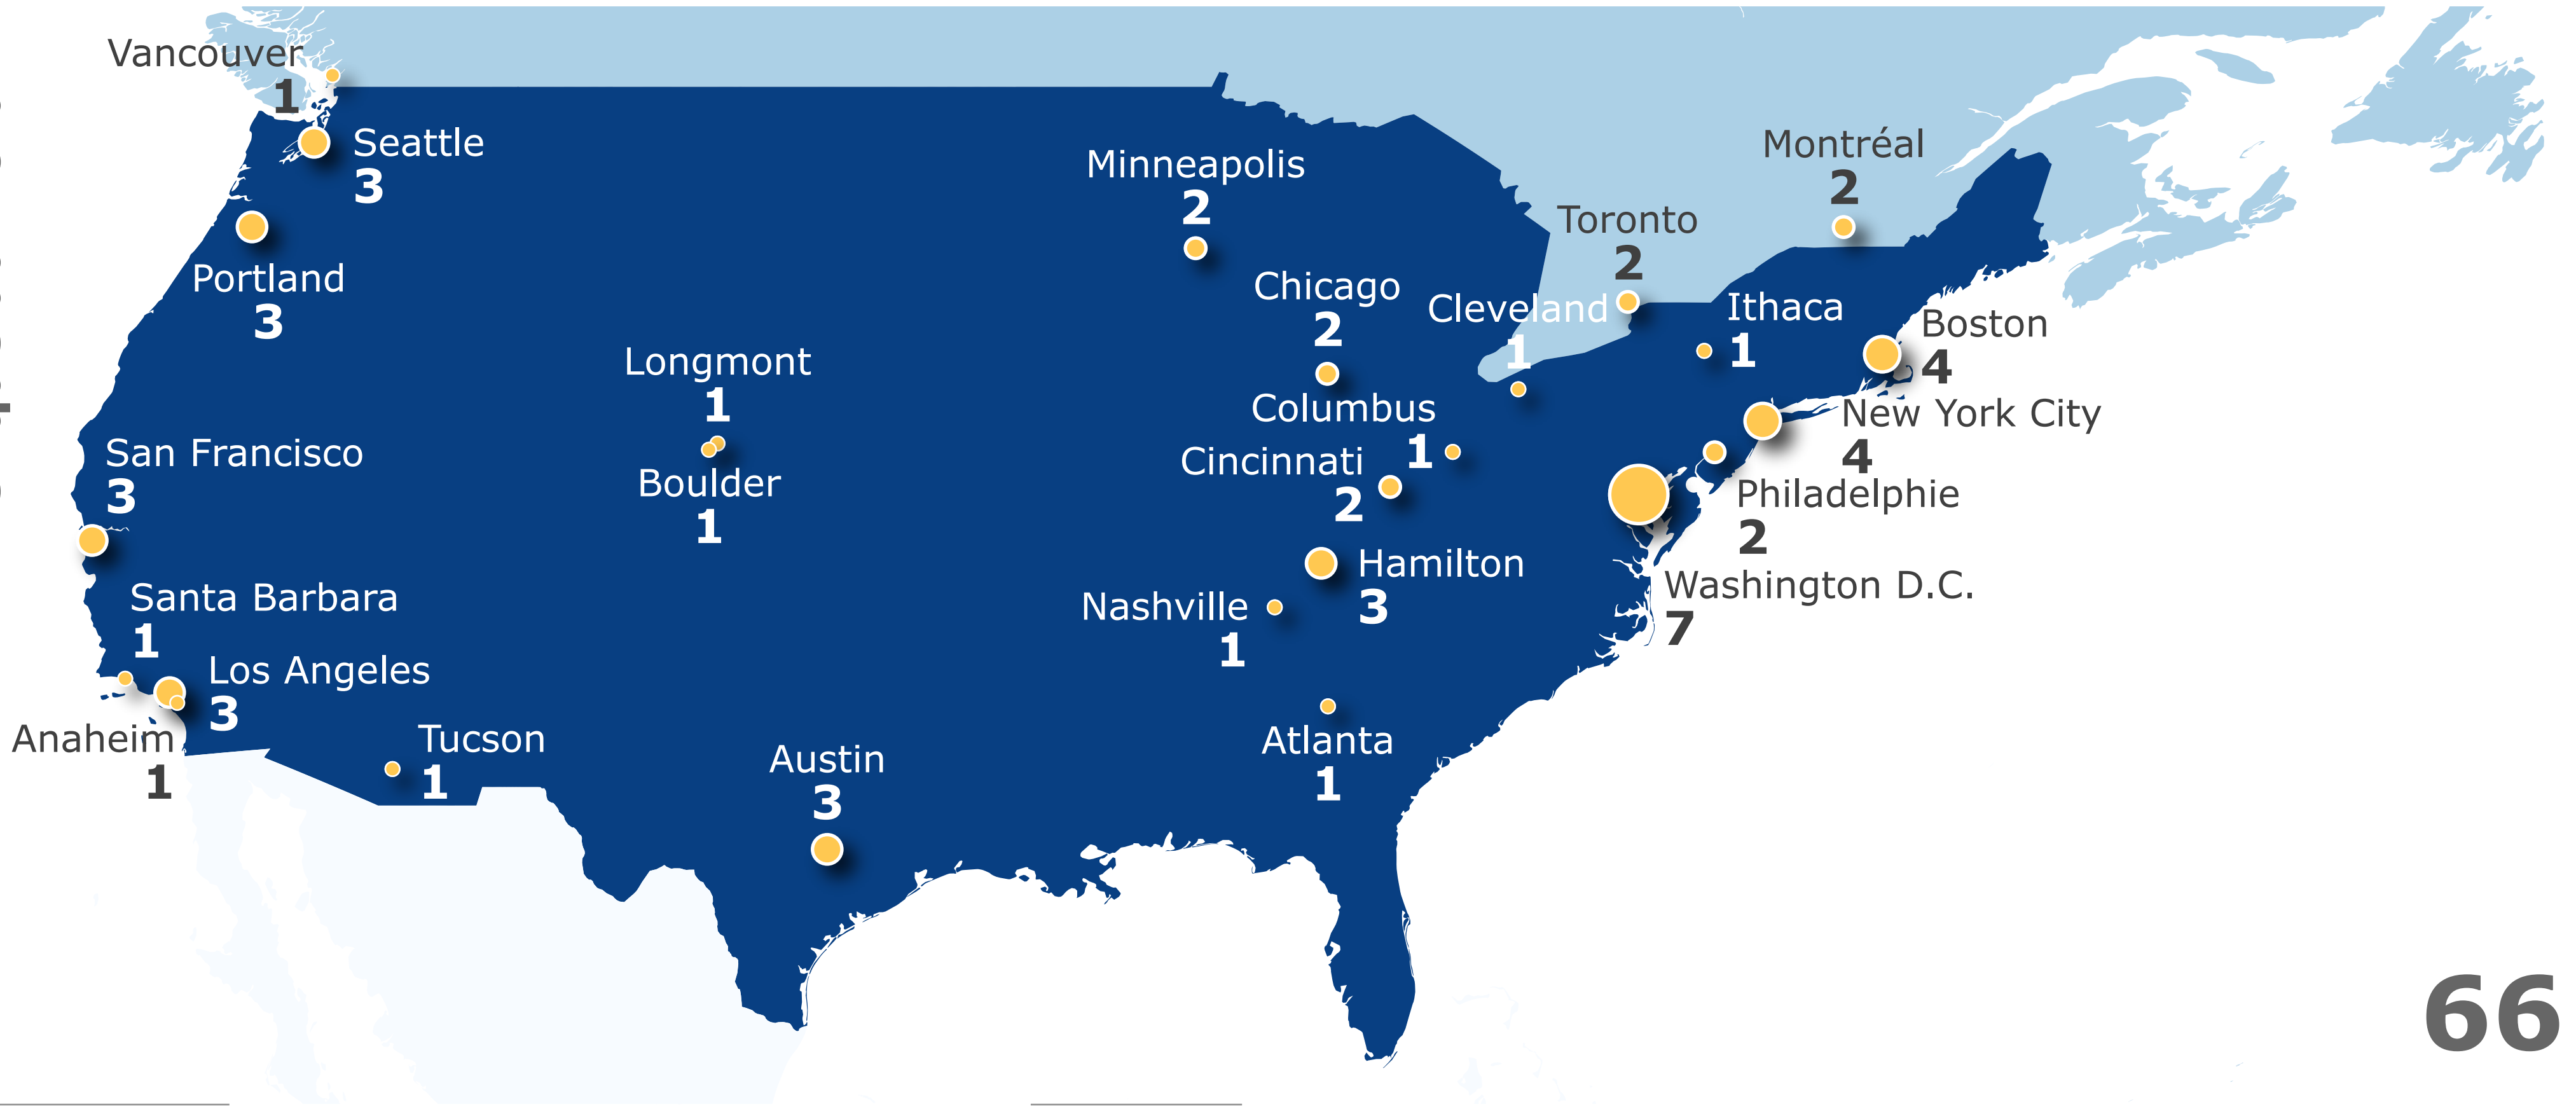 Vancouver
1
Seattle
3
Portland
3
Minneapolis
2
Montréal
2
Toronto
2
Chicago
2
Cleveland
1
Ithaca
1
Boston
4
Longmont
1
Boulder
1
Columbus
1
New York City
4
San Francisco
3
Cincinnati
2
Philadelphie
2
Hamilton
3
Nashville
1
Washington D.C.
7
Santa Barbara
1
Los Angeles
3
Anaheim
1
Tucson
1
Austin
3
Atlanta
1
66